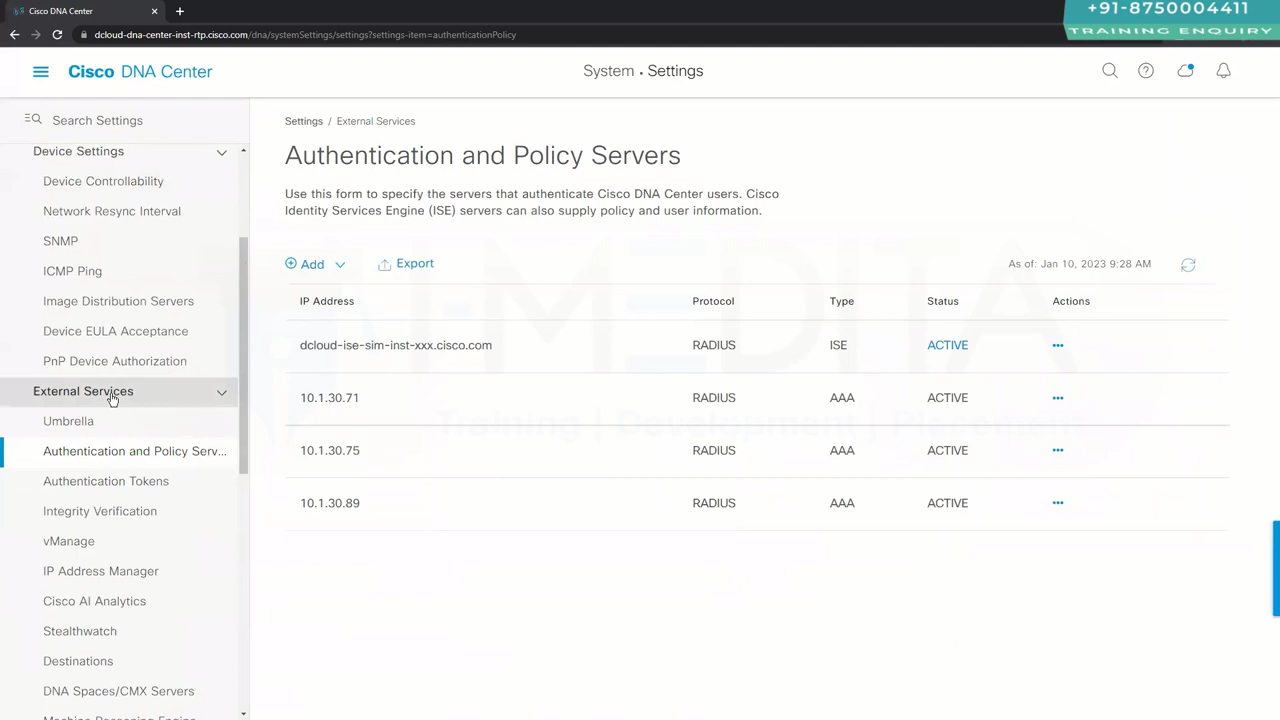 Cisco DNA Center
+91-8750004411
TRAINING ENQUIRY
dcloud-dna-center-inst-rtp.cisco.com/dna/systemSettings/settings?settings-item=authenticationPolicy
Cisco DNA Center
System • Settings
Search Settings
Device Settings
Device Controllability
Network Resync Interval
SNMP
ICMP Ping
Image Distribution Servers
Device EULA Acceptance
PnP Device Authorization
External Services
Umbrella
Authentication and Policy Serv...
Authentication Tokens
Integrity Verification
vManage
IP Address Manager
Cisco AI Analytics
Stealthwatch
Destinations
DNA Spaces/CMX Servers
Machine Reasoning Engine
Settings / External Services
Authentication and Policy Servers
Use this form to specify the servers that authenticate Cisco DNA Center users. Cisco
Identity Services Engine (ISE) servers can also supply policy and user information.
Add
Export
As of: Jan 10, 2023 9:28 AM
IP Address Protocol Type Status Actions
dcloud-ise-sim-inst-xxx.cisco.com RADIUS ISE ACTIVE
10.1.30.71 RADIUS AAA ACTIVE
10.1.30.75 RADIUS AAA ACTIVE
10.1.30.89 RADIUS AAA ACTIVE
I-MEDITA
Training | Development | Placement